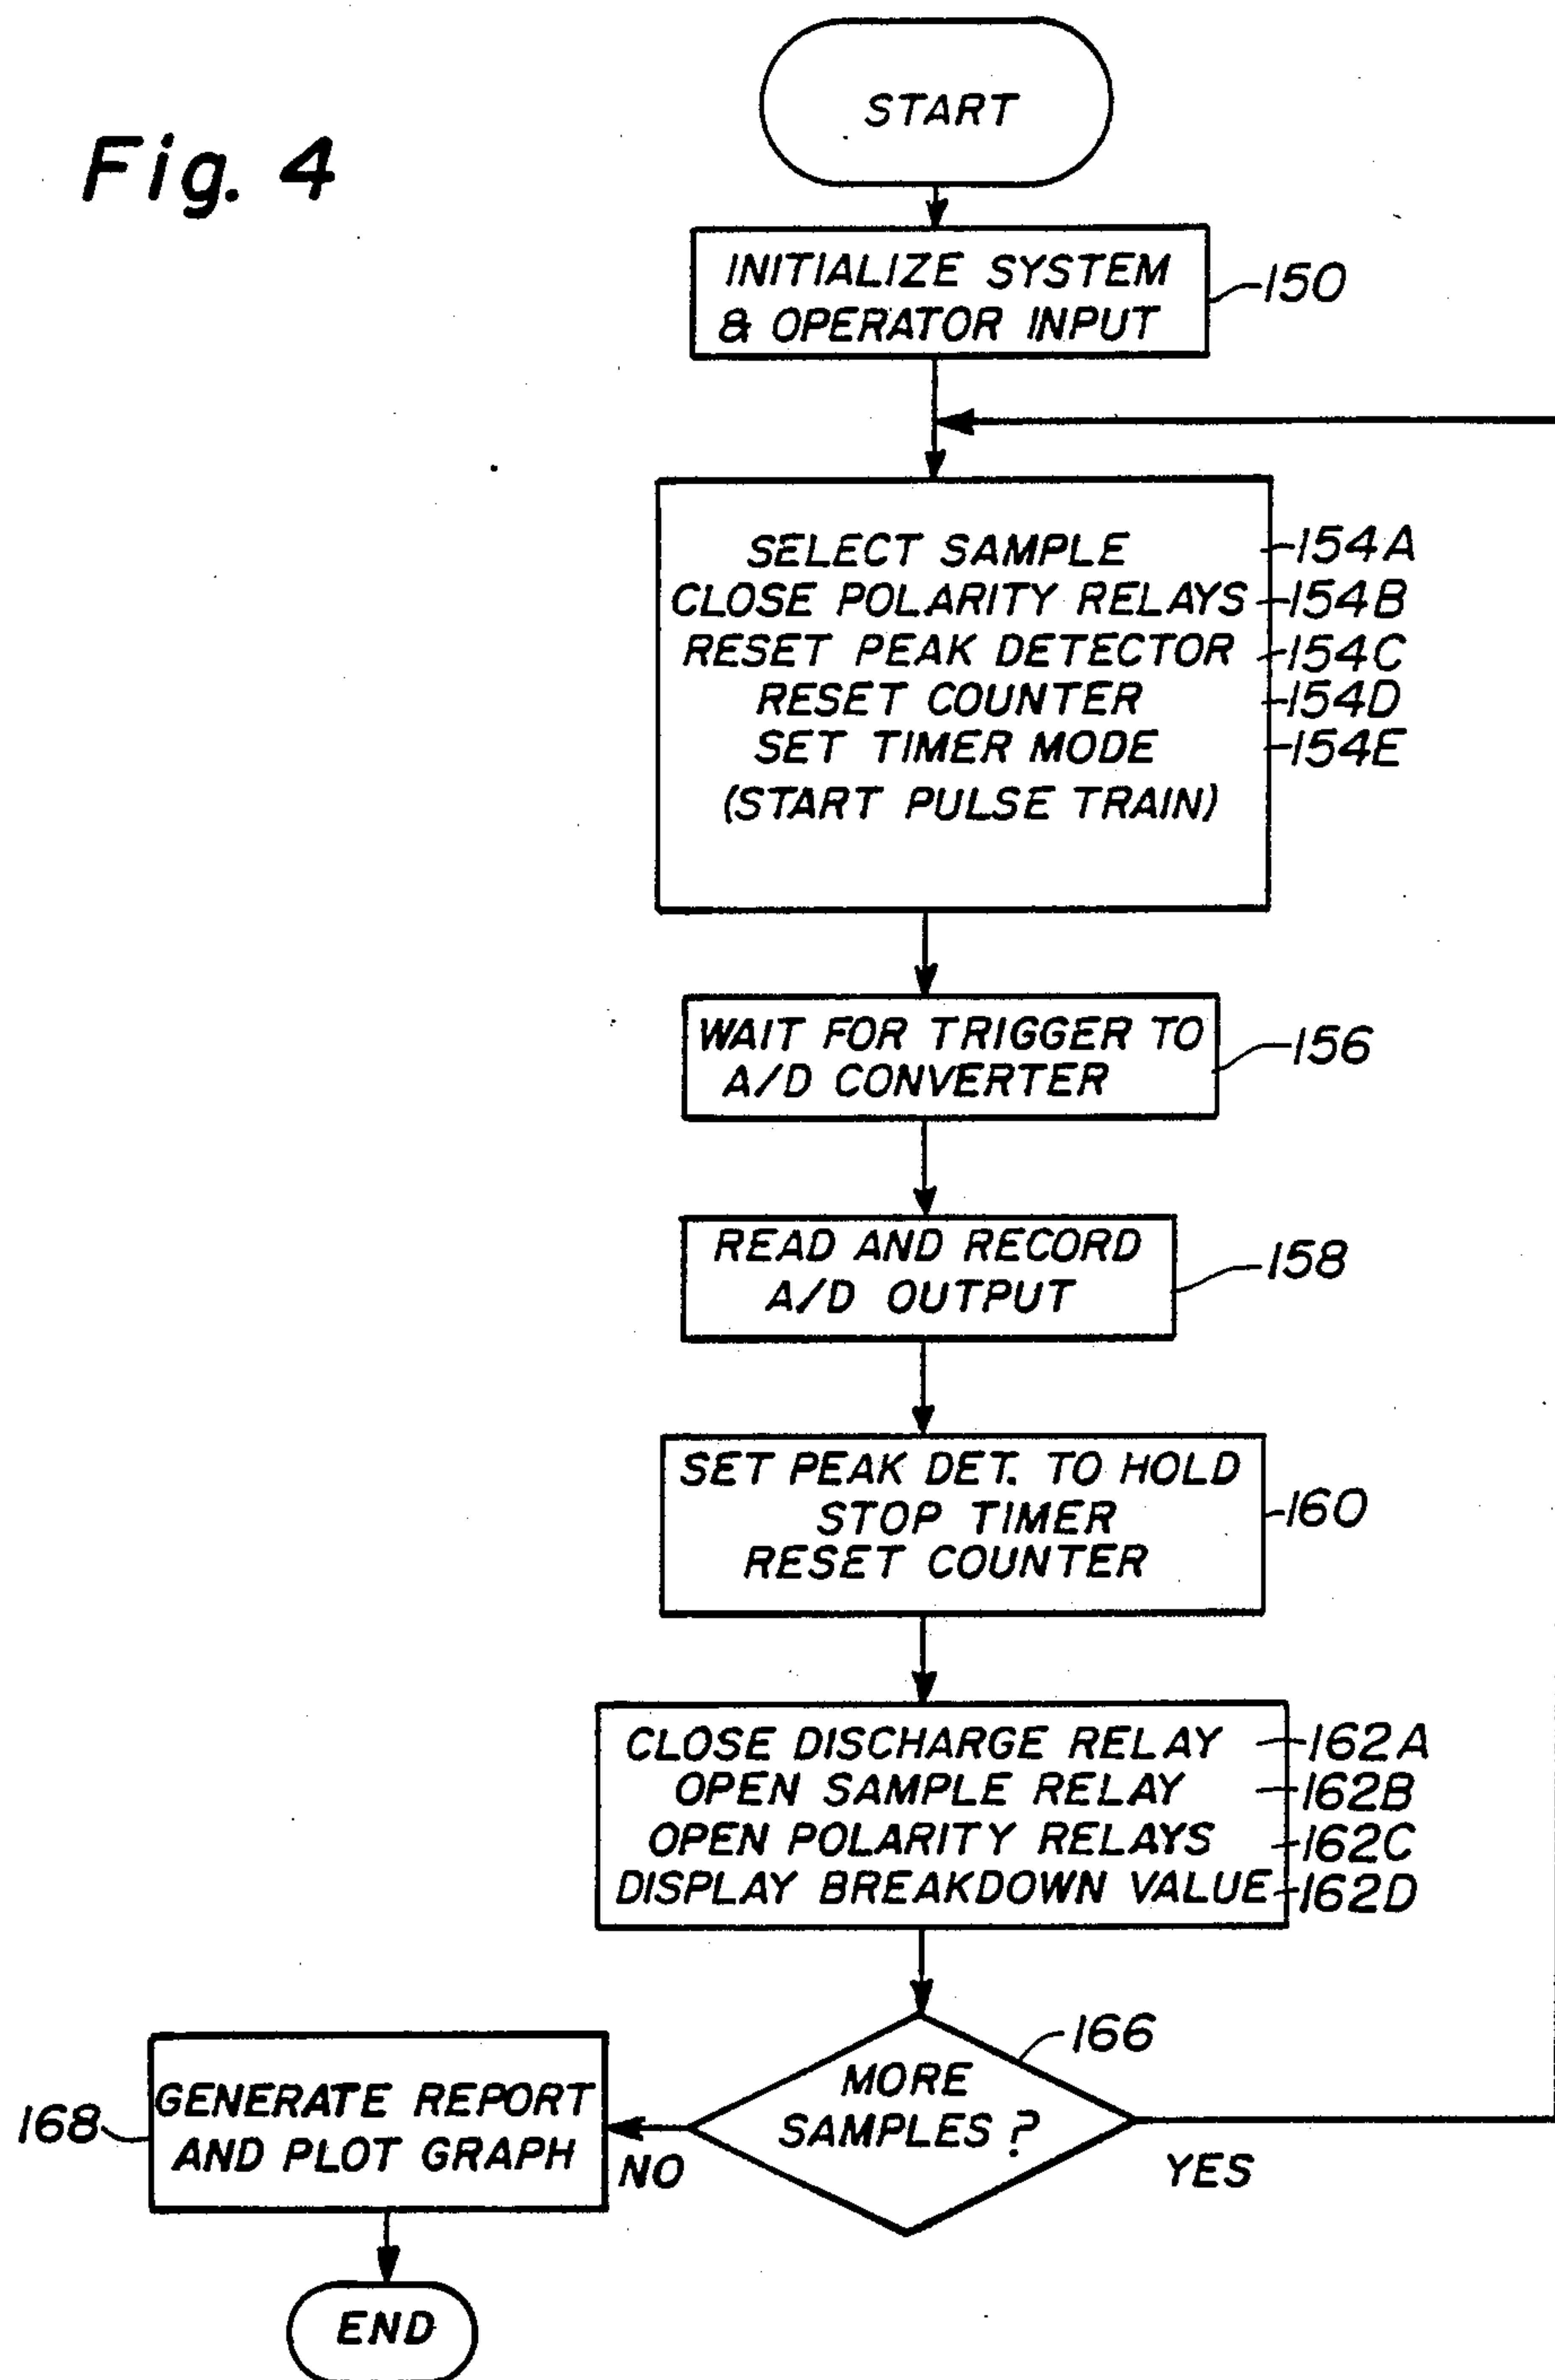 Fig. 4
START
INITIALIZE SYSTEM
& OPERATOR INPUT
150
SELECT SAMPLE
154A
CLOSE POLARITY RELAYS
154B
RESET PEAK DETECTOR
154C
RESET COUNTER
154D
SET TIMER MODE
154E
(START PULSE TRAIN)
WAIT FOR TRIGGER TO
A/D CONVERTER
156
READ AND RECORD
A/D OUTPUT
158
SET PEAK DET. TO HOLD
STOP TIMER
RESET COUNTER
160
CLOSE DISCHARGE RELAY
162A
OPEN SAMPLE RELAY
162B
OPEN POLARITY RELAYS
162C
DISPLAY BREAKDOWN VALUE
162D
MORE
SAMPLES?
166
YES
NO
GENERATE REPORT
AND PLOT GRAPH
168
END